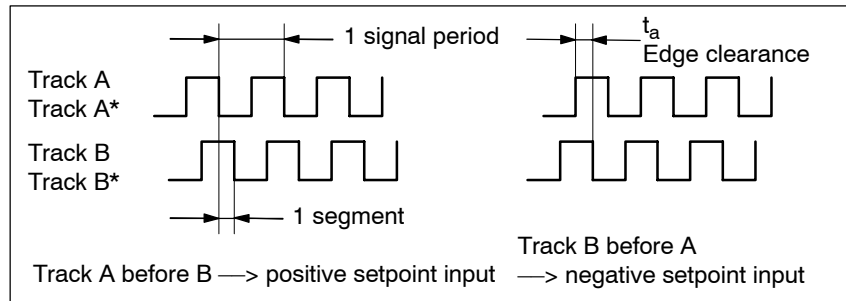 1 signal period
tₐ
Edge clearance
Track A
Track A*
Track B
Track B*
1 segment
Track A before B —> positive setpoint input
Track B before A
—> negative setpoint input